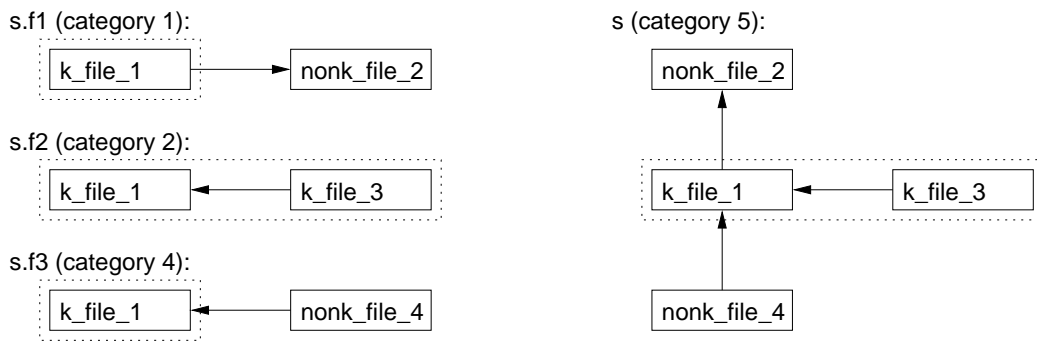 s.f1 (category 1):
k_file_1
nonk_file_2
s.f2 (category 2):
k_file_1
k_file_3
s.f3 (category 4):
k_file_1
nonk_file_4
s (category 5):
nonk_file_2
k_file_1
k_file_3
nonk_file_4